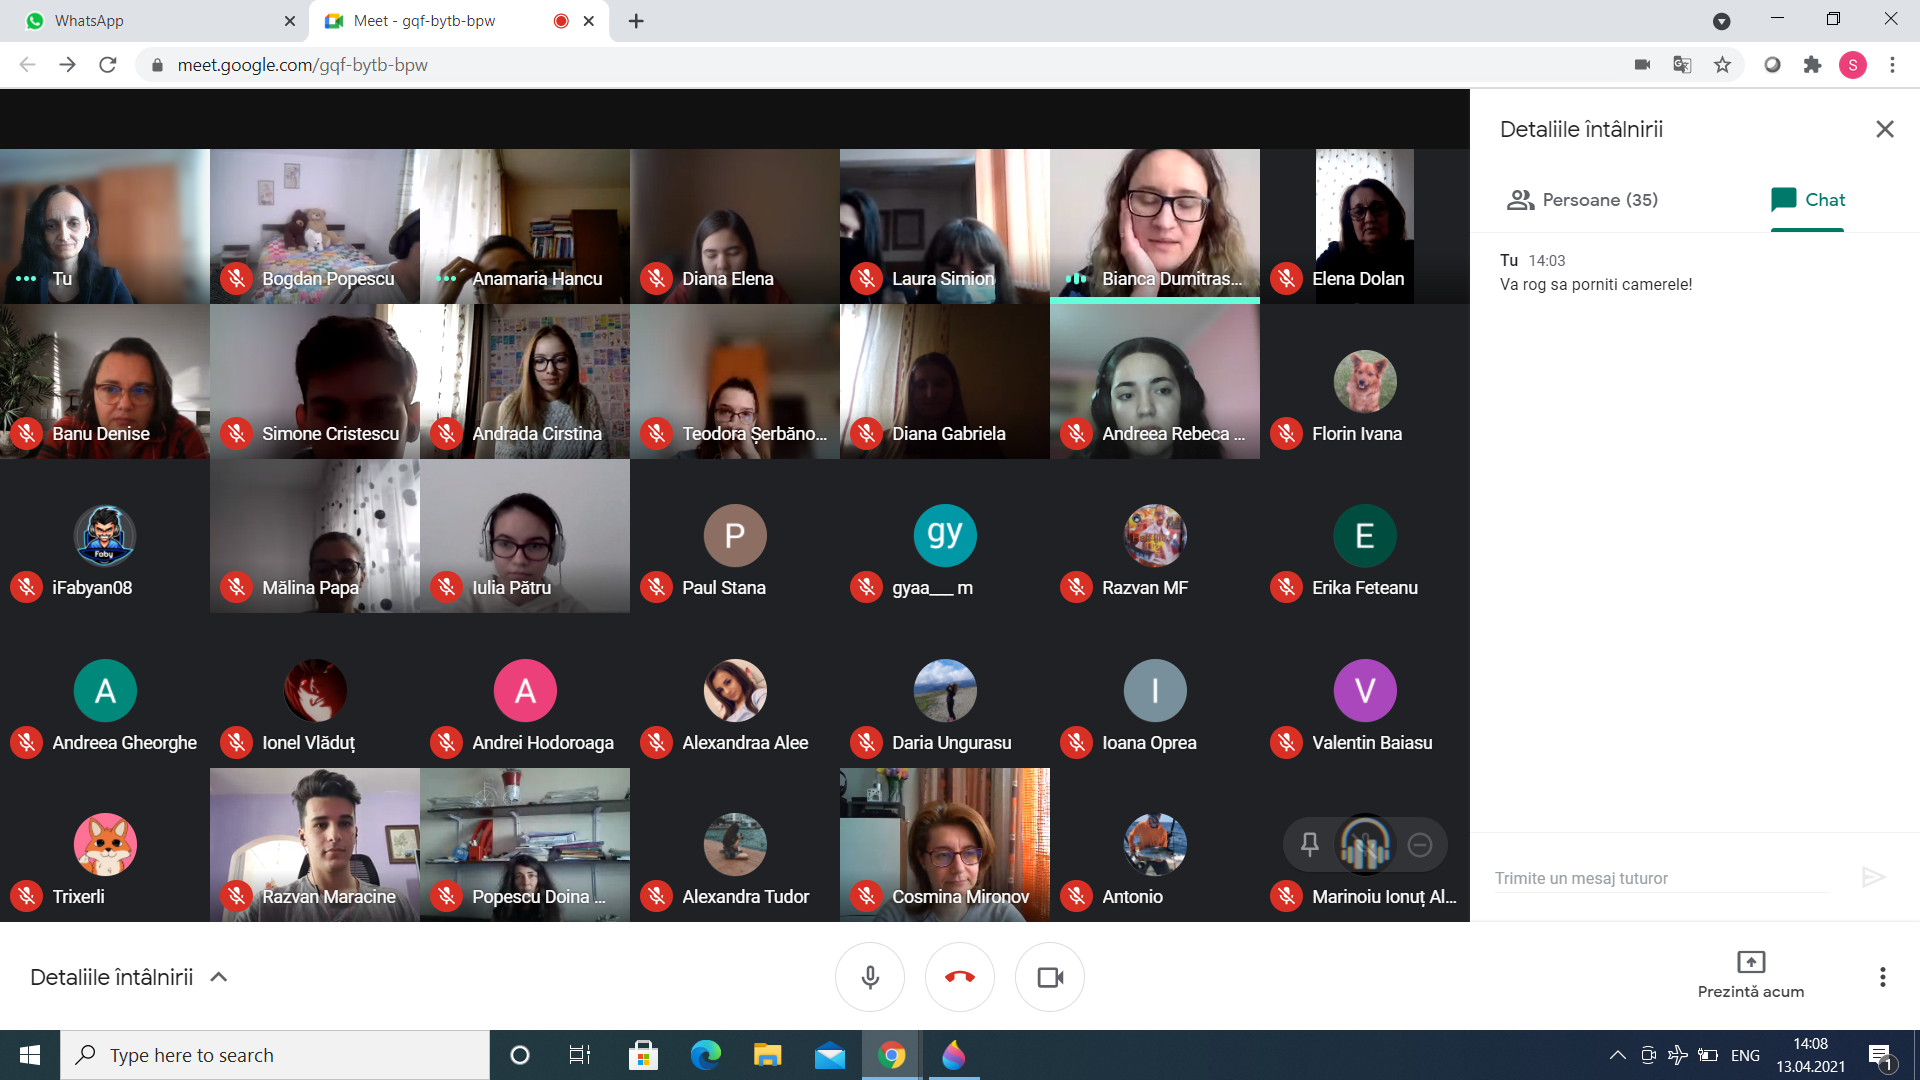 WhatsApp
Meet - gqf-bytb-bpw
meet.google.com/gqf-bytb-bpw
S
Detaliile întâlnirii
Persoane (35)
Chat
Tu 14:03
Va rog sa porniti camerele!
Tu
Bogdan Popescu
Anamaria Hancu
Diana Elena
Laura Simion
Bianca Dumitras...
Elena Dolan
Banu Denise
Simone Cristescu
Andrada Cirstina
Teodora Șerbăno...
Diana Gabriela
Andreea Rebeca ...
Florin Ivana
Faby
P
gy
E
iFabyan08
Mălina Papa
Iulia Pătru
Paul Stana
gyaa___ m
Razvan MF
Erika Feteanu
A
A
I
V
Andreea Gheorghe
Ionel Vlăduț
Andrei Hodoroaga
Alexandraa Alee
Daria Ungurasu
Ioana Oprea
Valentin Baiasu
Trixerli
Razvan Maracine
Popescu Doina ...
Alexandra Tudor
Cosmina Mironov
Antonio
Marinoiu Ionuț Al...
Trimite un mesaj tuturor
Detaliile întâlnirii
Prezintă acum
Type here to search
ENG
14:08
13.04.2021
1